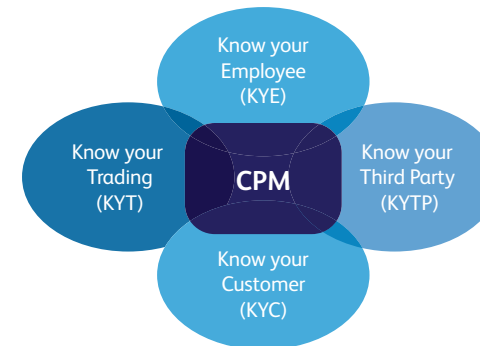 Know your
Employee
(KYE)
Know your
Trading
(KYT)
CPM
Know your
Third Party
(KYTP)
Know your
Customer
(KYC)